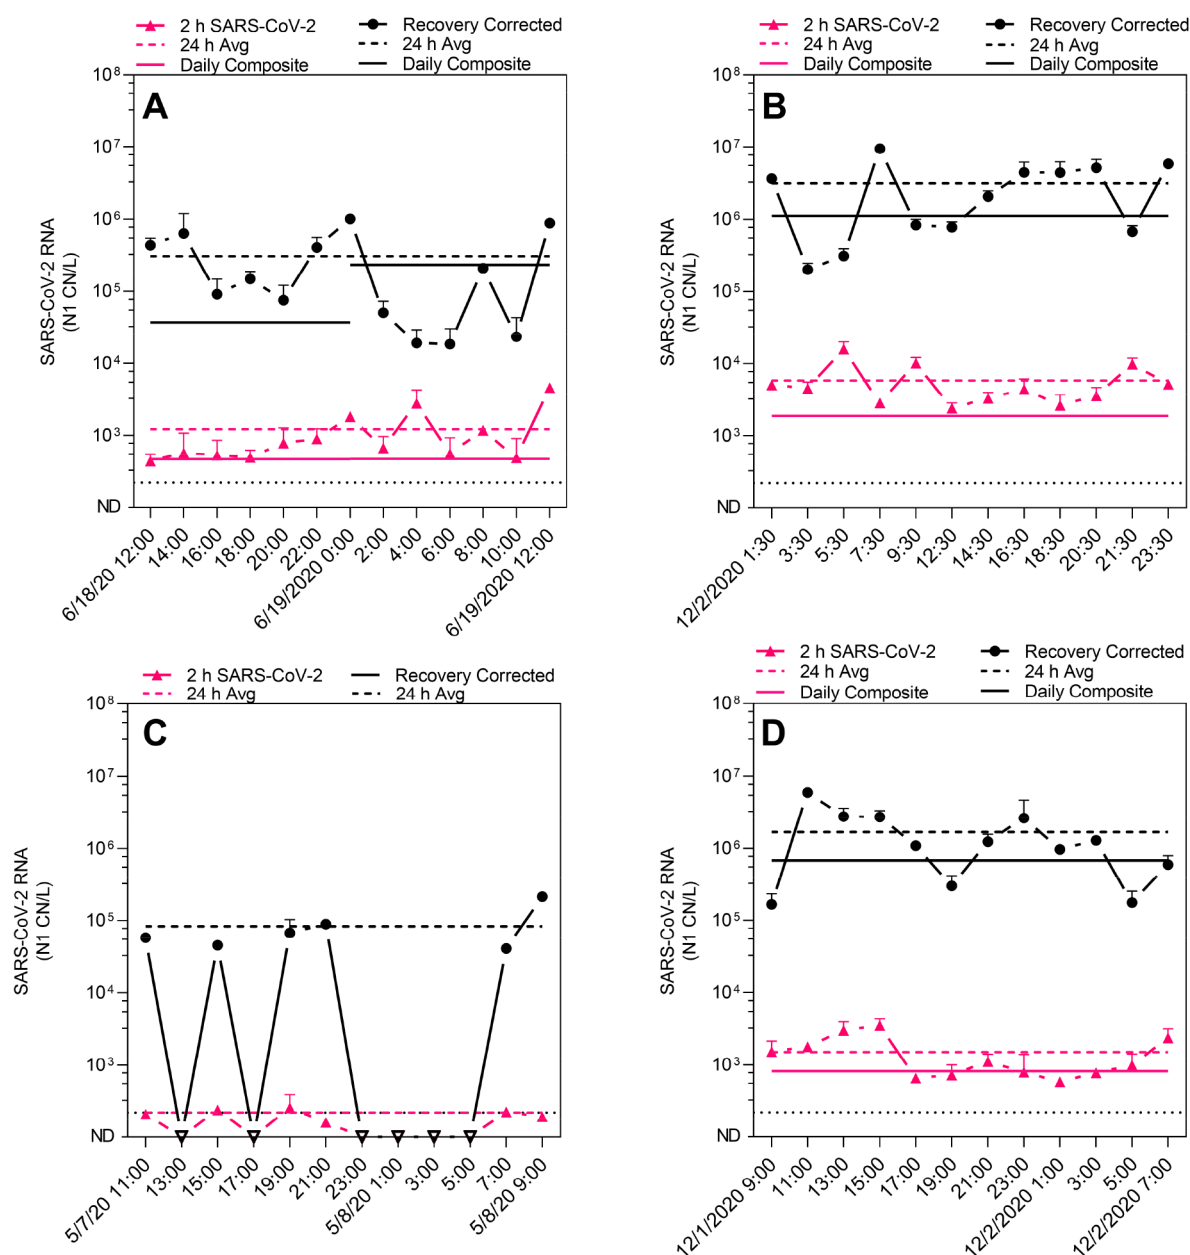 2 h SARS-CoV-2 Recovery Corrected
24 h Avg 24 h Avg
Daily Composite Daily Composite
A
10⁸
10⁷
10⁶
10⁵
10⁴
10³
ND
SARS-CoV-2 RNA
(N1 CN/L)
6/18/20 12:00
14:00
16:00
18:00
20:00
22:00
6/19/2020 0:00
2:00
4:00
6:00
8:00
10:00
6/19/2020 12:00
2 h SARS-CoV-2 Recovery Corrected
24 h Avg 24 h Avg
Daily Composite Daily Composite
B
10⁸
10⁷
10⁶
10⁵
10⁴
10³
ND
SARS-CoV-2 RNA
(N1 CN/L)
12/2/2020 1:30
3:30
5:30
7:30
9:30
12:30
14:30
16:30
18:30
20:30
21:30
23:30
2 h SARS-CoV-2 Recovery Corrected
24 h Avg 24 h Avg
C
10⁸
10⁷
10⁶
10⁵
10⁴
10³
ND
SARS-CoV-2 RNA
(N1 CN/L)
5/7/20 11:00
13:00
15:00
17:00
19:00
21:00
23:00
5/8/20 1:00
3:00
5:00
7:00
5/8/20 9:00
2 h SARS-CoV-2 Recovery Corrected
24 h Avg 24 h Avg
Daily Composite Daily Composite
D
10⁸
10⁷
10⁶
10⁵
10⁴
10³
ND
SARS-CoV-2 RNA
(N1 CN/L)
12/1/2020 9:00
11:00
13:00
15:00
17:00
19:00
21:00
23:00
12/2/2020 1:00
3:00
5:00
12/2/2020 7:00